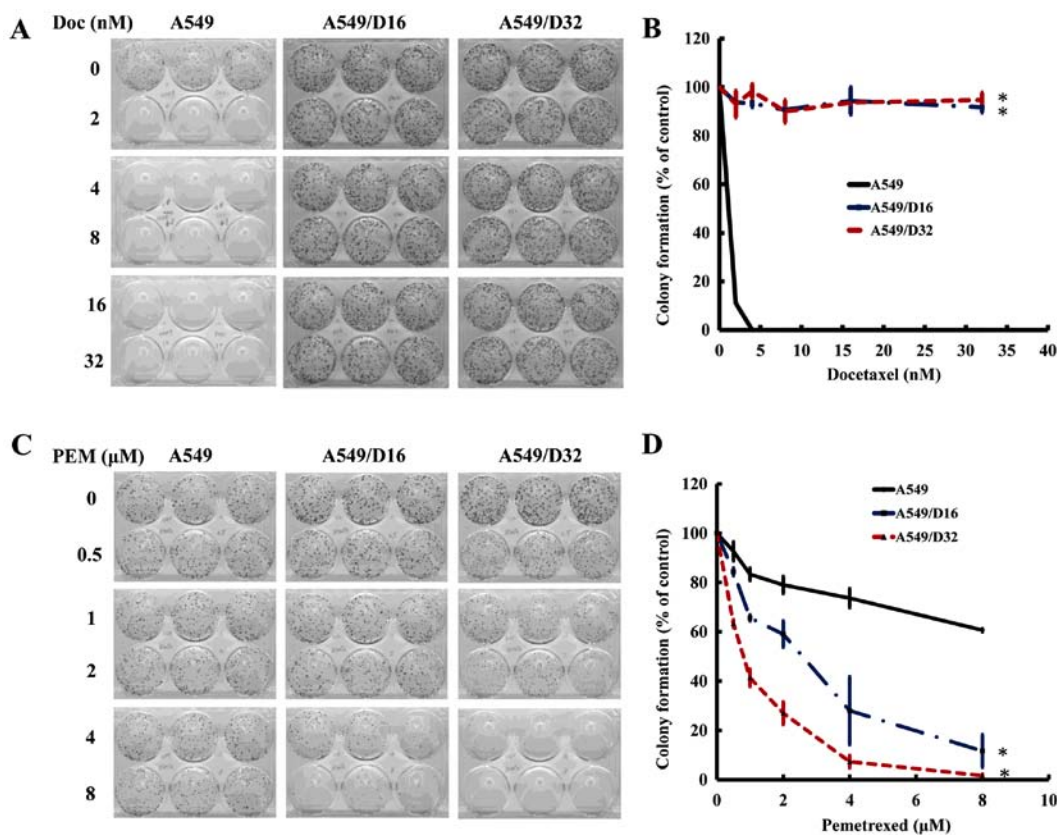 A
Doc (nM) A549 A549/D16 A549/D32
0
2
4
8
16
32
B
120
100
80
60
40
20
0
Colony formation (% of control)
0 5 10 15 20 25 30 35 40
Docetaxel (nM)
A549
A549/D16
A549/D32
*
*
C
PEM (μM) A549 A549/D16 A549/D32
0
0.5
1
2
4
8
D
120
100
80
60
40
20
0
Colony formation (% of control)
0 2 4 6 8 10
Pemetrexed (μM)
A549
A549/D16
A549/D32
*
*